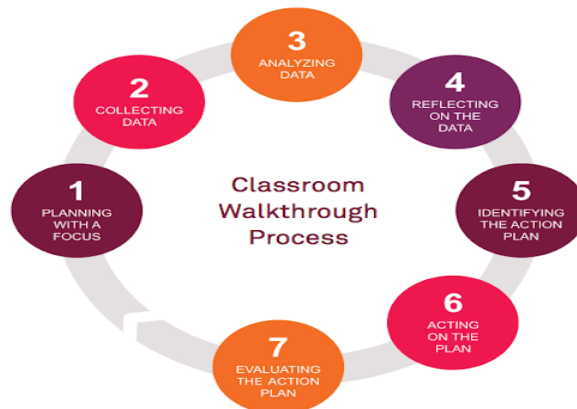 Classroom
Walkthrough
Process
1
PLANNING
WITH A
FOCUS
2
COLLECTING
DATA
3
ANALYZING
DATA
4
REFLECTING
ON THE
DATA
5
IDENTIFYING
THE ACTION
PLAN
6
ACTING
ON THE
PLAN
7
EVALUATING
THE ACTION
PLAN